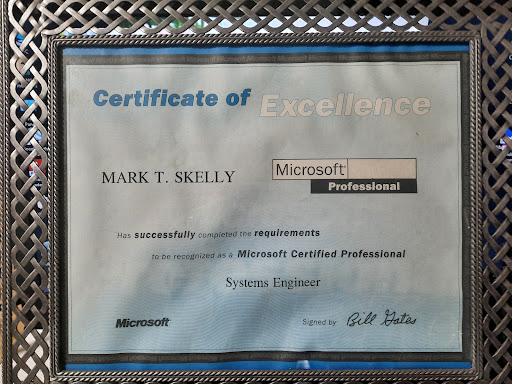 Certificate of Excellence
MARK T. SKELLY
Microsoft
Professional
Has successfully completed the requirements
to be recognized as a Microsoft Certified Professional
Systems Engineer
Microsoft
Signed by Bill Gates